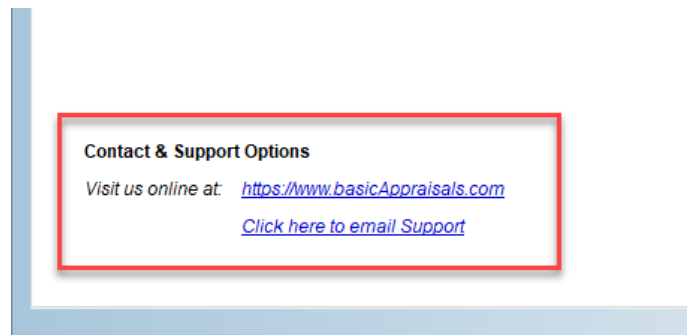 Contact & Support Options
Visit us online at: https://www.basicAppraisals.com
Click here to email Support